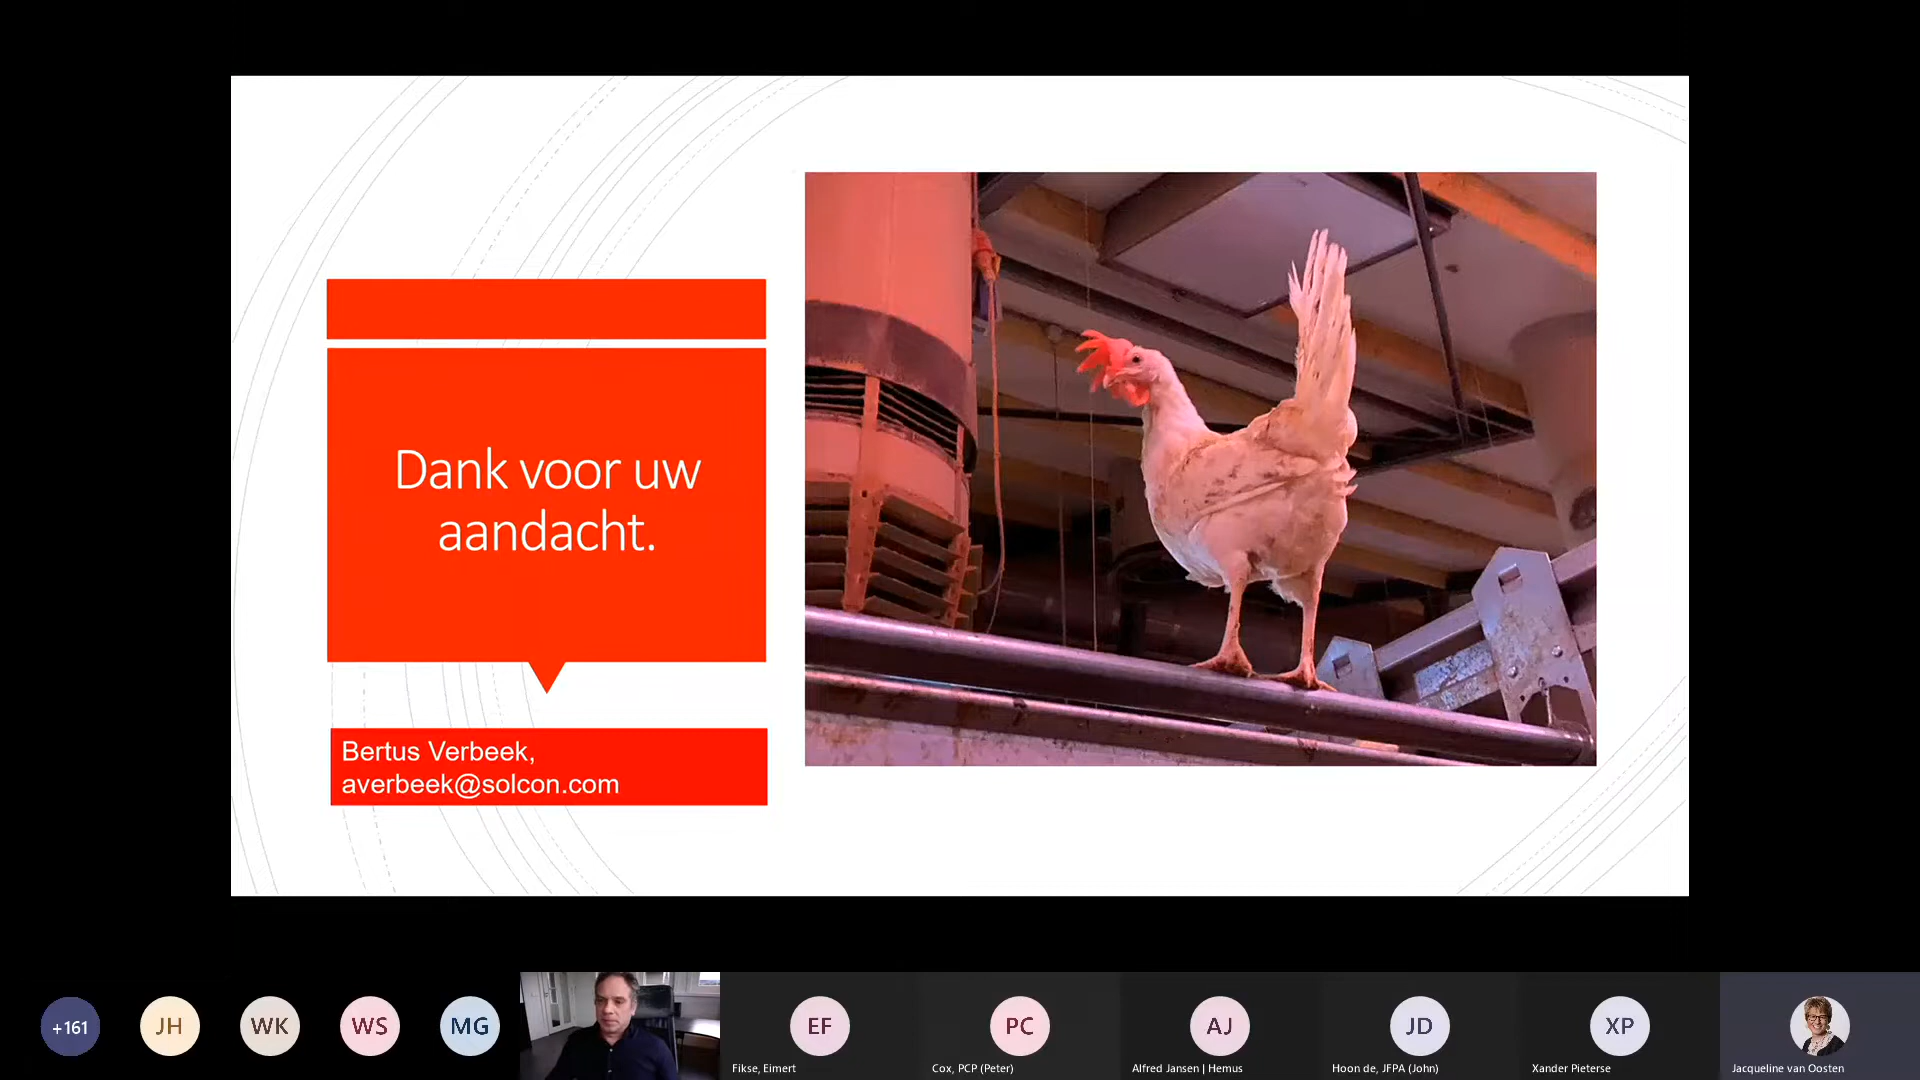 Dank voor uw
aandacht.
Bertus Verbeek,
averbeek@solcon.com
+161
JH
WK
WS
MG
EF
PC
AJ
JD
XP
Fikse, Eimert
Cox, PCP (Peter)
Alfred Jansen | Hemus
Hoon de, JFPA (John)
Xander Pieterse
Jacqueline van Oosten